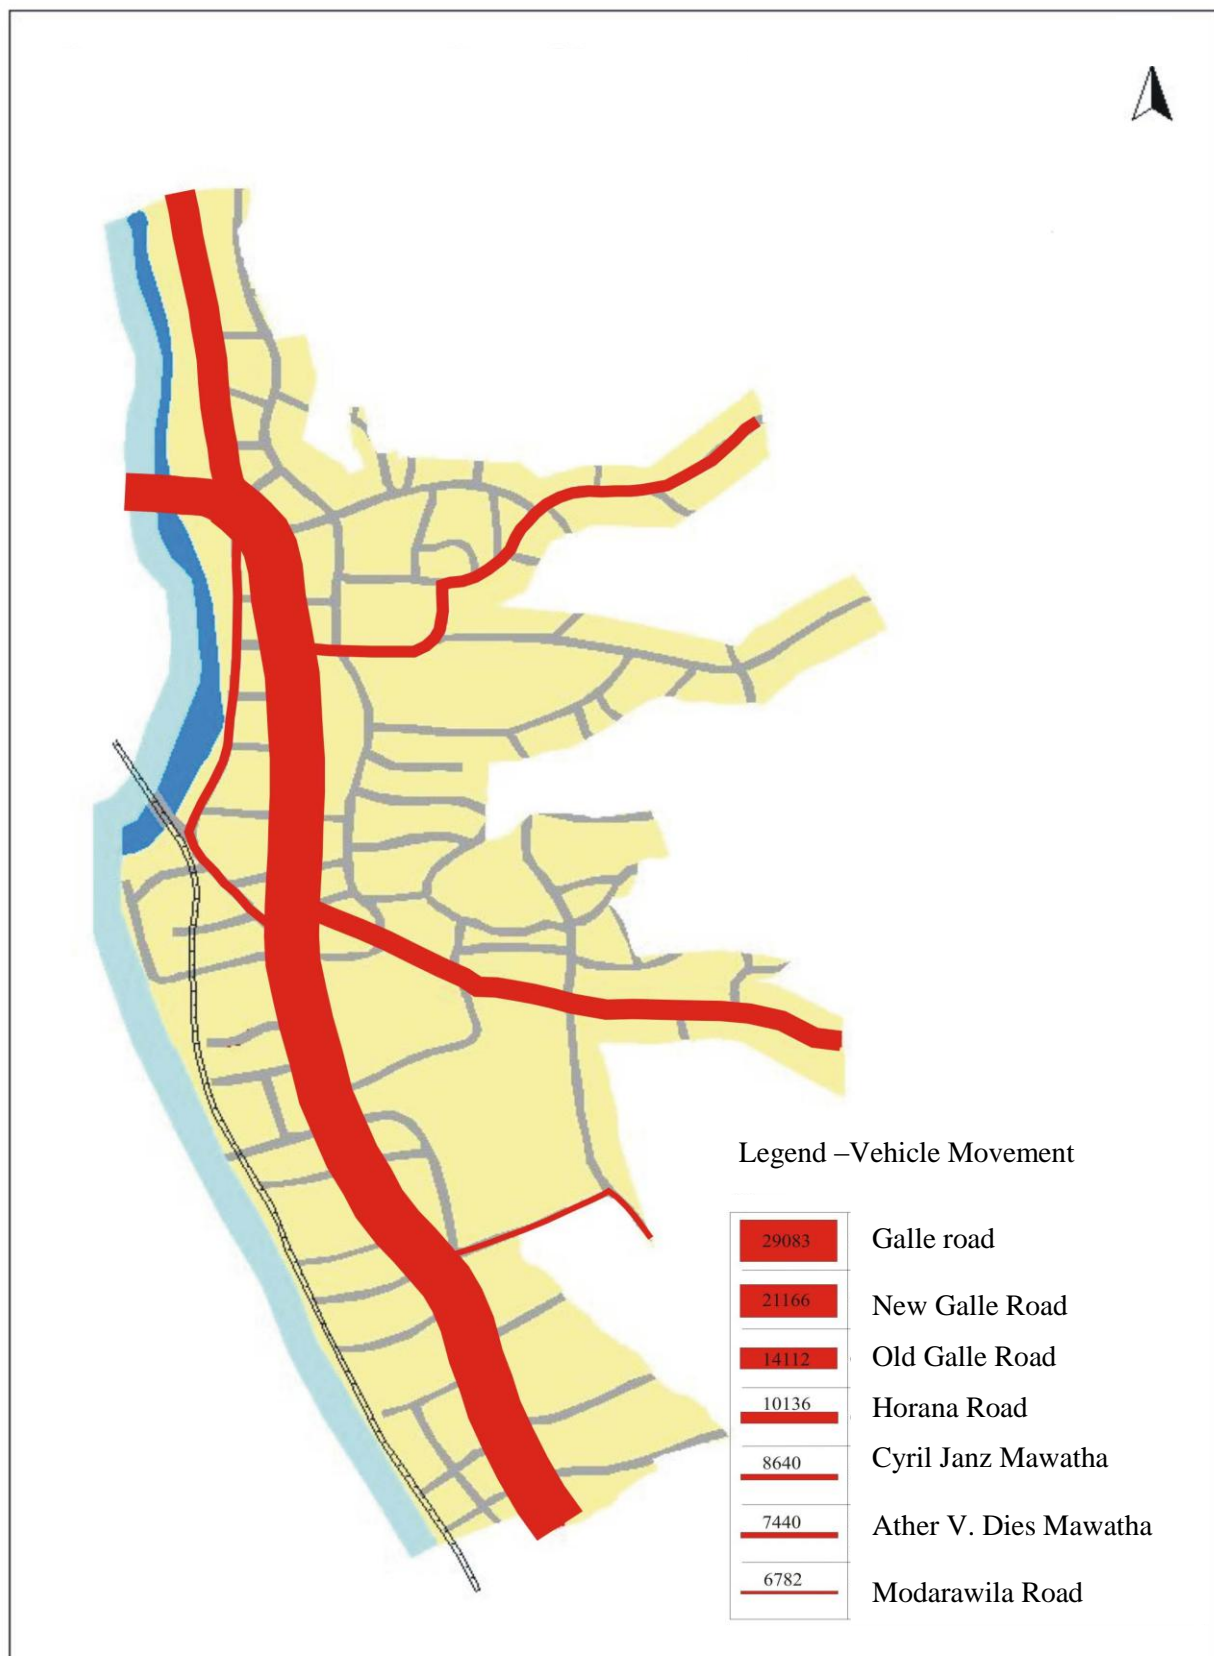 Legend –Vehicle Movement
29083 Galle road
21166 New Galle Road
14112 Old Galle Road
10136 Horana Road
8640 Cyril Janz Mawatha
7440 Ather V. Dies Mawatha
6782 Modarawila Road